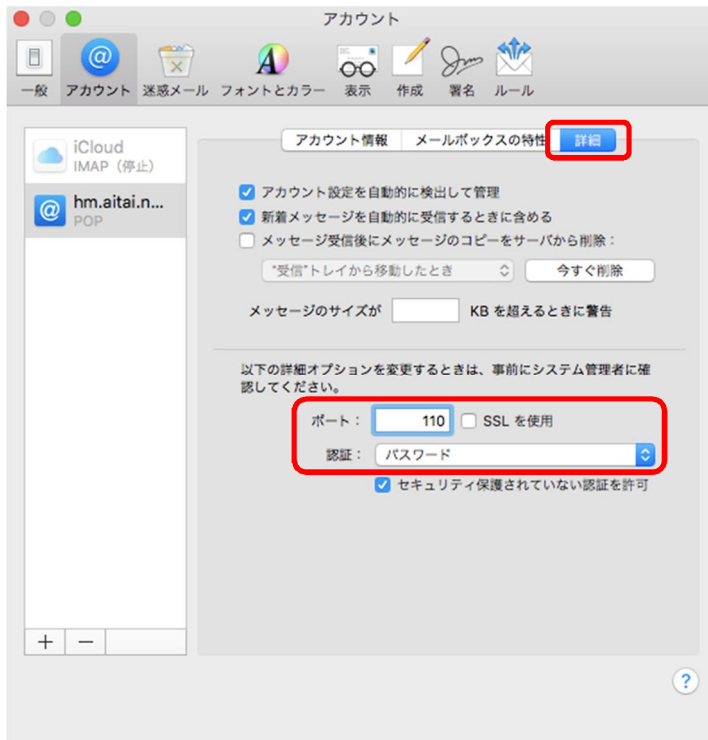 アカウント
一般 アカウント 迷惑メール フォントとカラー 表示 作成 署名 ルール
iCloud
IMAP（停止）
hm.aitai.n...
POP
アカウント情報 メールボックスの特性 詳細
アカウント設定を自動的に検出して管理
新着メッセージを自動的に受信するときに含める
メッセージ受信後にメッセージのコピーをサーバから削除：
"受信"トレイから移動したとき 今すぐ削除
メッセージのサイズが KB を超えるときに警告
以下の詳細オプションを変更するときは、事前にシステム管理者に確
認してください。
ポート： 110 SSL を使用
認証： パスワード
セキュリティ保護されていない認証を許可
+ −
?